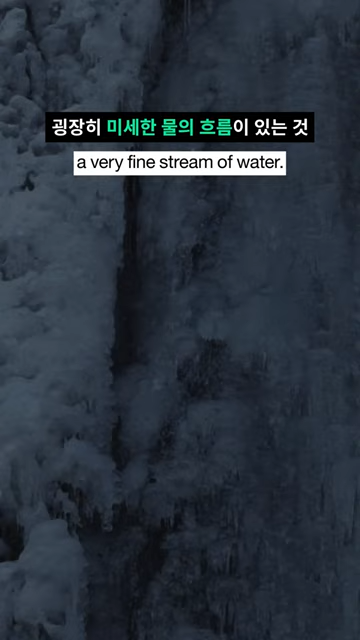 굉장히 미세한 물의 흐름이 있는 것
a very fine stream of water.